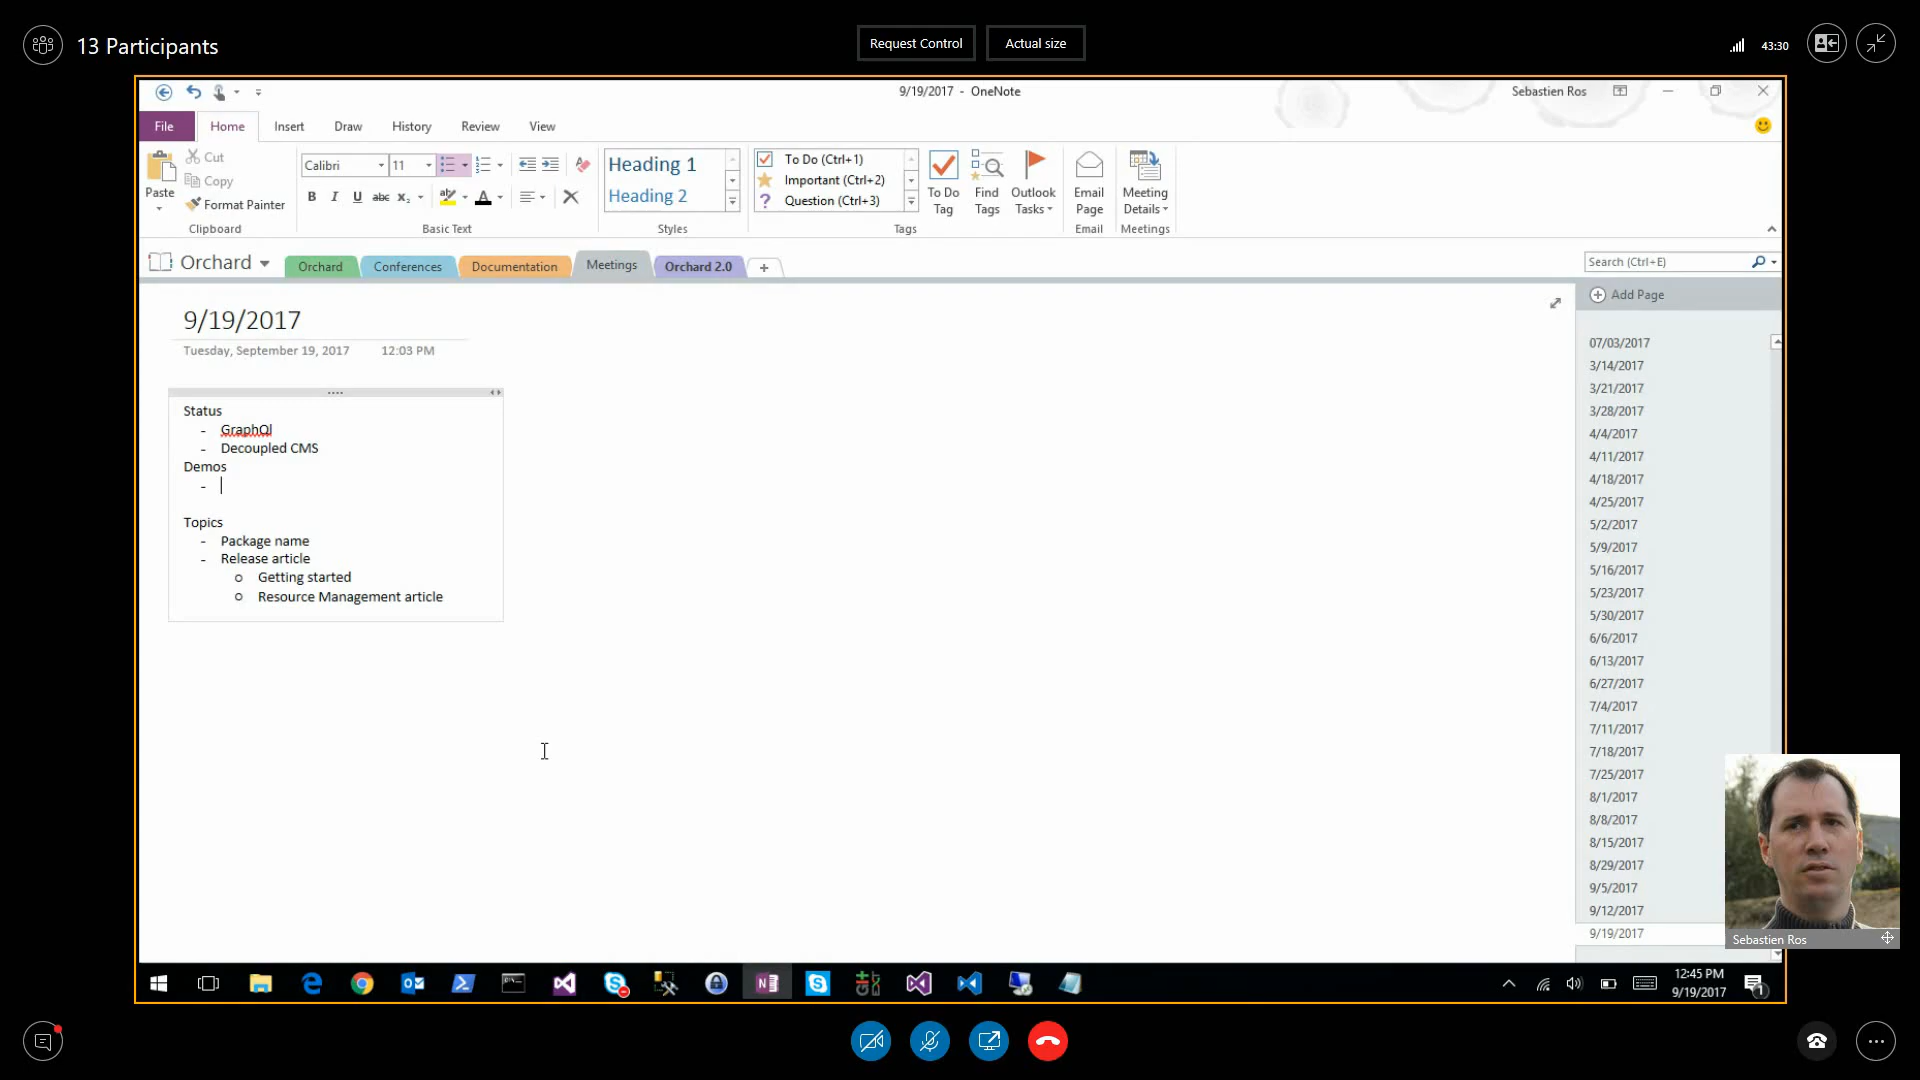 13 Participants
Request Control
Actual size
43:30
9/19/2017 - OneNote
Sebastien Ros
File
Home
Insert
Draw
History
Review
View
Paste
Cut
Copy
Format Painter
Clipboard
Calibri
11
B I U abc x₂
A
Basic Text
Heading 1
Heading 2
Styles
To Do (Ctrl+1)
Important (Ctrl+2)
? Question (Ctrl+3)
Tags
To Do
Tag
Find
Tags
Outlook
Tasks
Email
Page
Email
Meeting
Details
Meetings
Orchard
Orchard
Conferences
Documentation
Meetings
Orchard 2.0
+
Search (Ctrl+E)
Add Page
9/19/2017
Tuesday, September 19, 2017
12:03 PM
Status
- GraphQl
- Decoupled CMS
Demos
-
Topics
- Package name
- Release article
o Getting started
o Resource Management article
07/03/2017
3/14/2017
3/21/2017
3/28/2017
4/4/2017
4/11/2017
4/18/2017
4/25/2017
5/2/2017
5/9/2017
5/16/2017
5/23/2017
5/30/2017
6/6/2017
6/13/2017
6/27/2017
7/4/2017
7/11/2017
7/18/2017
7/25/2017
8/1/2017
8/8/2017
8/15/2017
8/29/2017
9/5/2017
9/12/2017
9/19/2017
Sebastien Ros
12:45 PM
9/19/2017
1